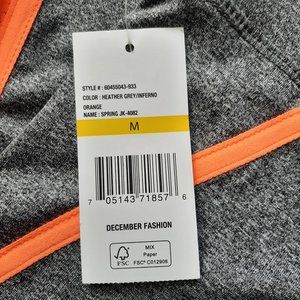 STYLE # : 60455043-933
COLOR : HEATHER GREY/INFERNO
ORANGE
NAME : SPRING JK-4082
M
7 05143 71857 6
DECEMBER FASHION
FSC
MIX
Paper
FSC® C012906